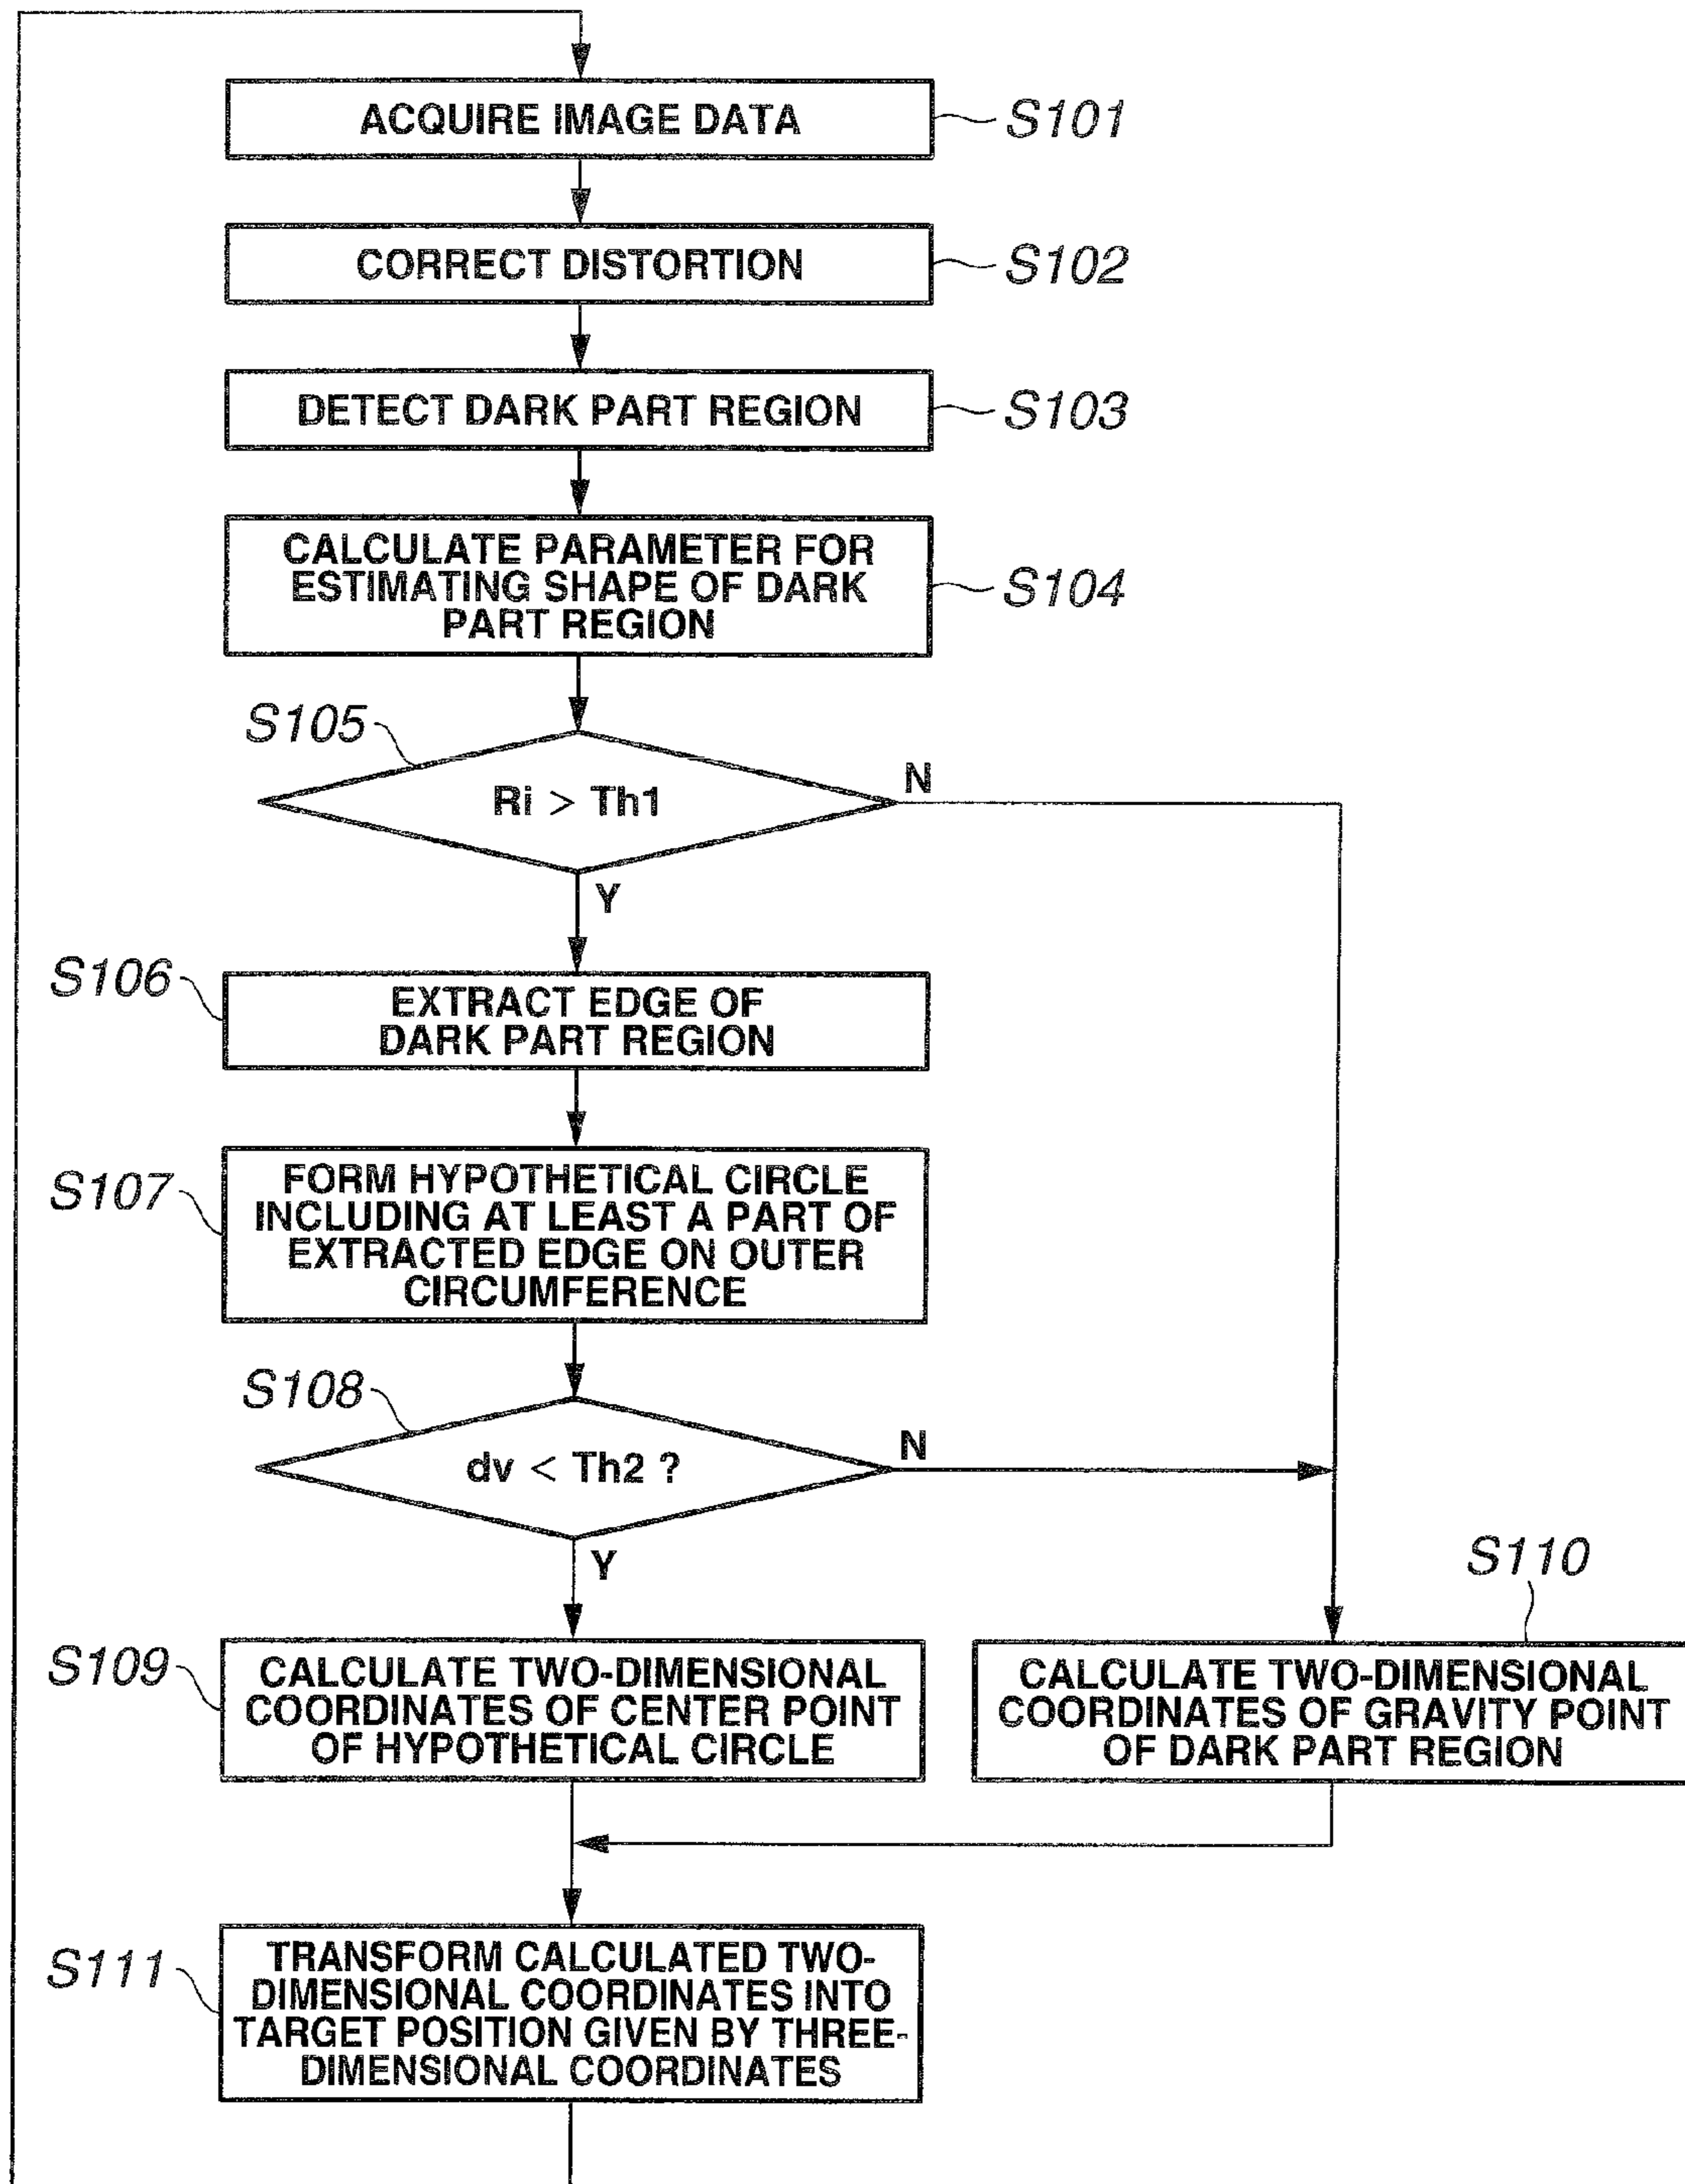 ACQUIRE IMAGE DATA
S101
CORRECT DISTORTION
S102
DETECT DARK PART REGION
S103
CALCULATE PARAMETER FOR
ESTIMATING SHAPE OF DARK
PART REGION
S104
S105
Ri > Th1
N
Y
S106
EXTRACT EDGE OF
DARK PART REGION
S107
FORM HYPOTHETICAL CIRCLE
INCLUDING AT LEAST A PART OF
EXTRACTED EDGE ON OUTER
CIRCUMFERENCE
S108
dv < Th2 ?
N
Y
S109
CALCULATE TWO-DIMENSIONAL
COORDINATES OF CENTER POINT
OF HYPOTHETICAL CIRCLE
S110
CALCULATE TWO-DIMENSIONAL
COORDINATES OF GRAVITY POINT
OF DARK PART REGION
S111
TRANSFORM CALCULATED TWO-
DIMENSIONAL COORDINATES INTO
TARGET POSITION GIVEN BY THREE-
DIMENSIONAL COORDINATES